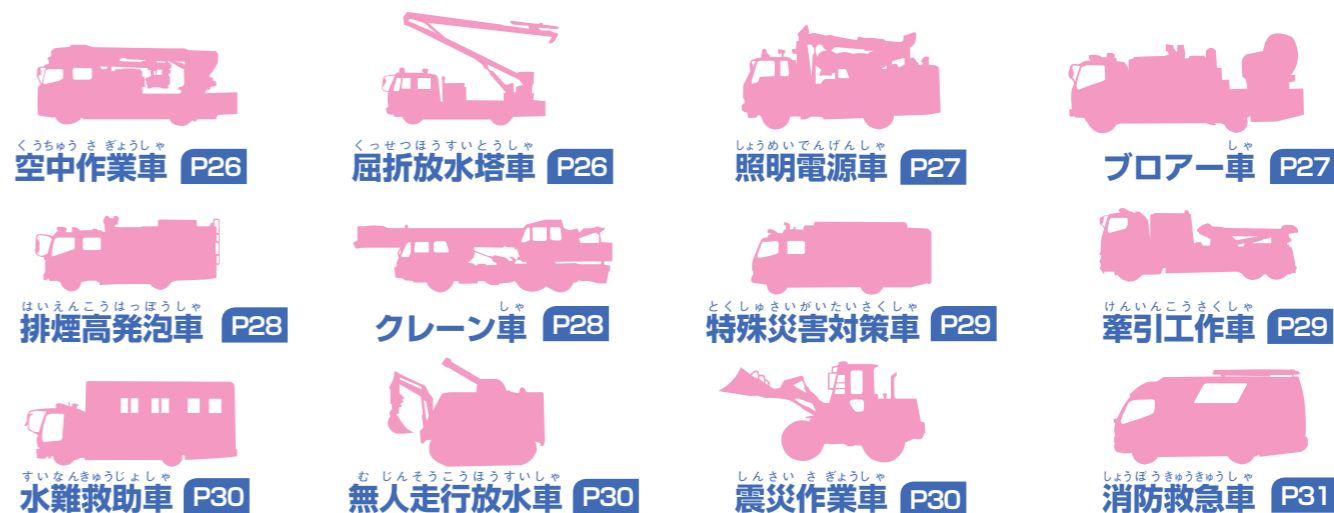 くうちゅう さ ぎょうしゃ
空中作業車 P26
くっせつほうすいとうしゃ
屈折放水塔車 P26
しょうめいでんげんしゃ
照明電源車 P27
しゃ
ブロアー車 P27
はいえんこうはっぽうしゃ
排煙高発泡車 P28
しゃ
クレーン車 P28
とくしゅさいがいたいさくしゃ
特殊災害対策車 P29
けんいんこうさくしゃ
牽引工作車 P29
すいなんきゅうじょしゃ
水難救助車 P30
む じんそうこうほうすいしゃ
無人走行放水車 P30
しんさい さ ぎょうしゃ
震災作業車 P30
しょうぼうきゅうきゅうしゃ
消防救急車 P31